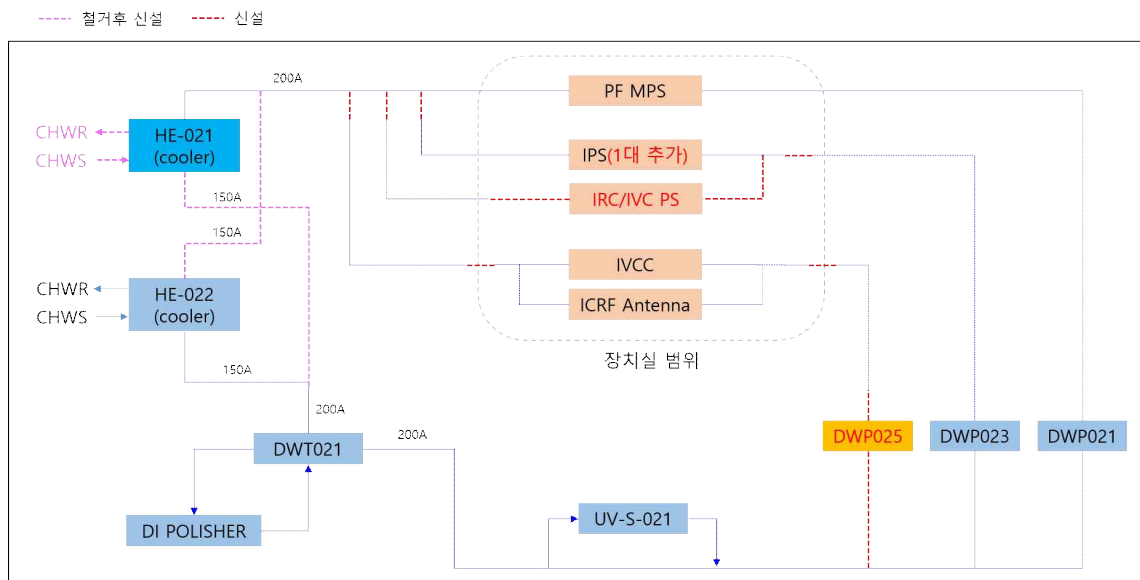 철거후 신설
신설
200A
PF MPS
CHWR
HE-021
(cooler)
CHWS
IPS(1대 추가)
150A
IRC/IVC PS
150A
IVCC
CHWR
HE-022
(cooler)
CHWS
ICRF Antenna
장치실 범위
150A
200A
DWT021
200A
DWP025
DWP023
DWP021
DI POLISHER
UV-S-021